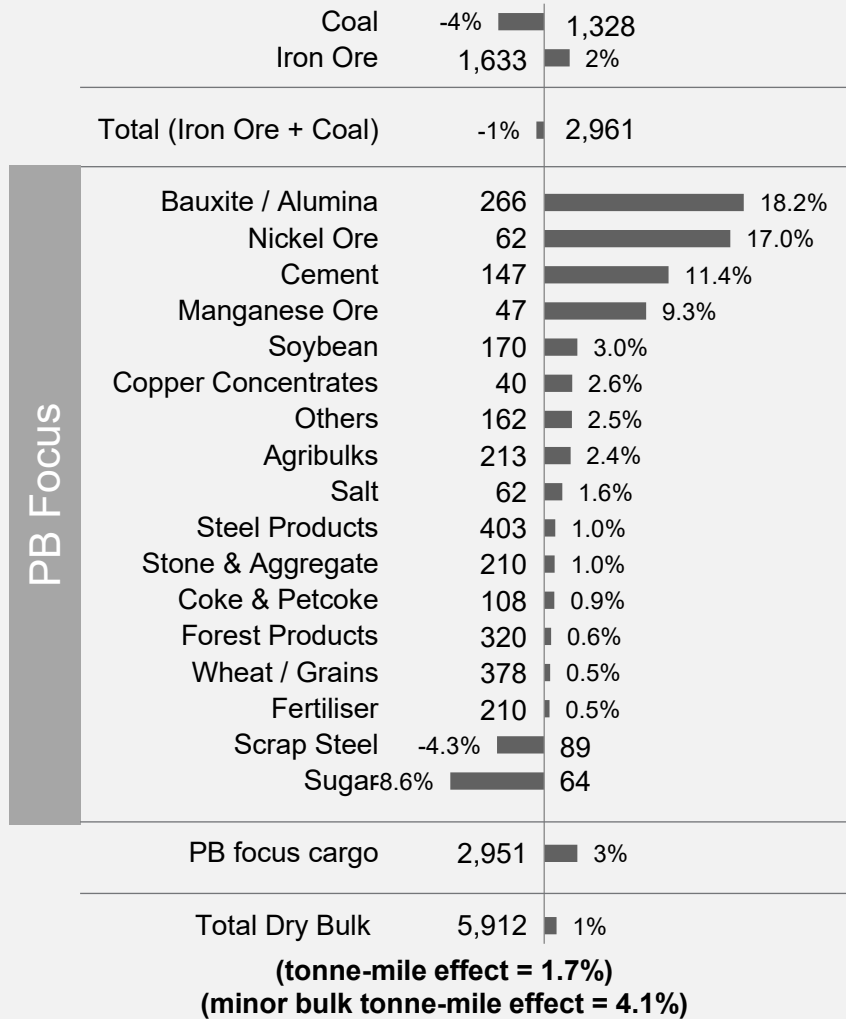 Coal -4% 1,328
Iron Ore 1,633 2%
Total (Iron Ore + Coal) -1% 2,961
PB Focus
Bauxite / Alumina 266 18.2%
Nickel Ore 62 17.0%
Cement 147 11.4%
Manganese Ore 47 9.3%
Soybean 170 3.0%
Copper Concentrates 40 2.6%
Others 162 2.5%
Agribulks 213 2.4%
Salt 62 1.6%
Steel Products 403 1.0%
Stone & Aggregate 210 1.0%
Coke & Petcoke 108 0.9%
Forest Products 320 0.6%
Wheat / Grains 378 0.5%
Fertiliser 210 0.5%
Scrap Steel -4.3% 89
Sugar -8.6% 64
PB focus cargo 2,951 3%
Total Dry Bulk 5,912 1%
(tonne-mile effect = 1.7%)
(minor bulk tonne-mile effect = 4.1%)